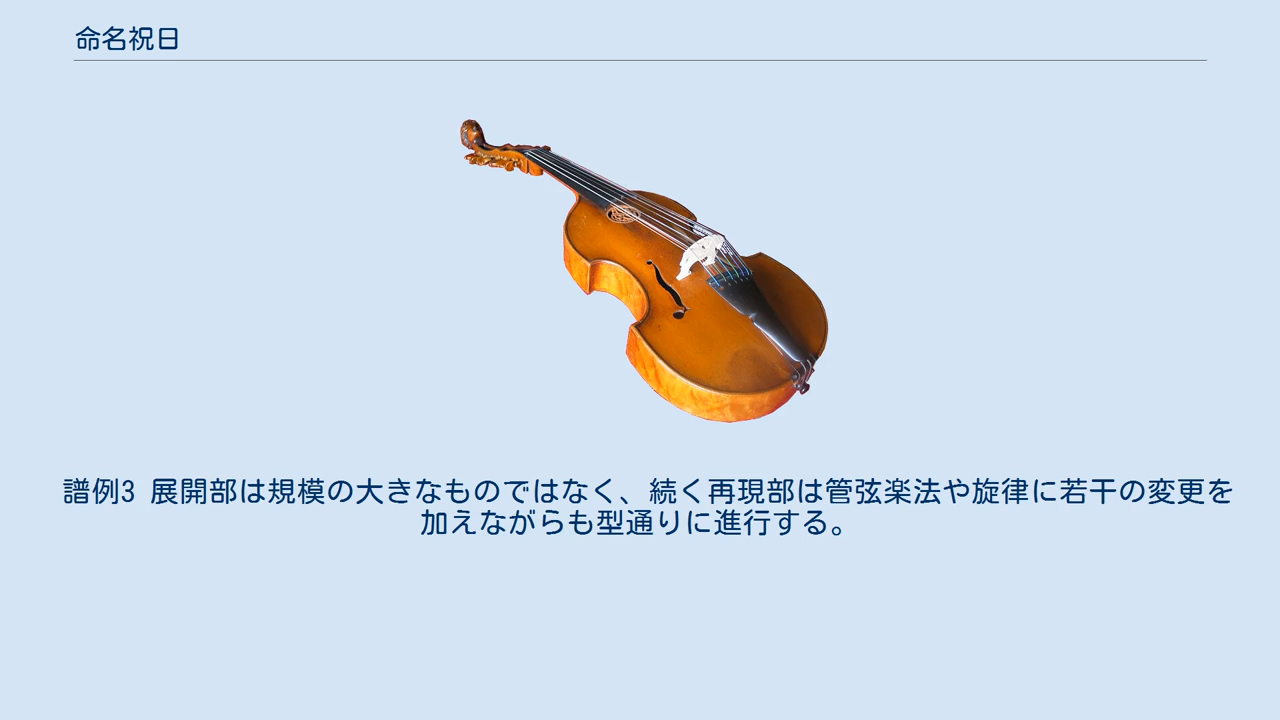 命名祝日
譜例3 展開部は規模の大きなものではなく、続く再現部は管弦楽法や旋律に若干の変更を
加えながらも型通りに進行する。